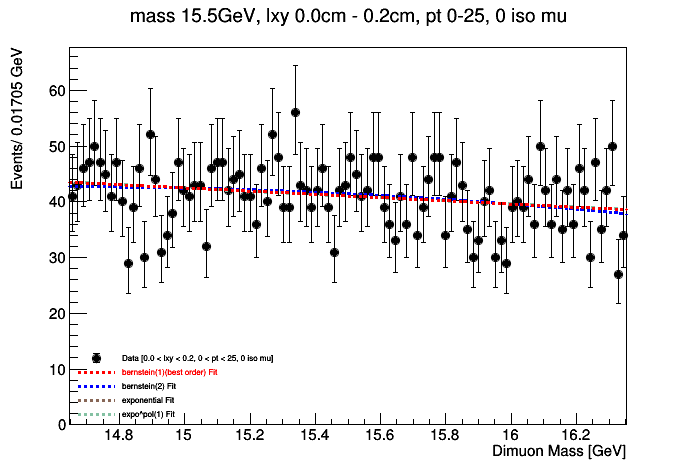 mass 15.5GeV, lxy 0.0cm - 0.2cm, pt 0-25, 0 iso mu
Events/ 0.01705 GeV
60
50
40
30
20
10
0
Data [0.0 < lxy < 0.2, 0 < pt < 25, 0 iso mu]
bernstein(1)(best order) Fit
bernstein(2) Fit
exponential Fit
expo*pol(1) Fit
14.8 15 15.2 15.4 15.6 15.8 16 16.2
Dimuon Mass [GeV]